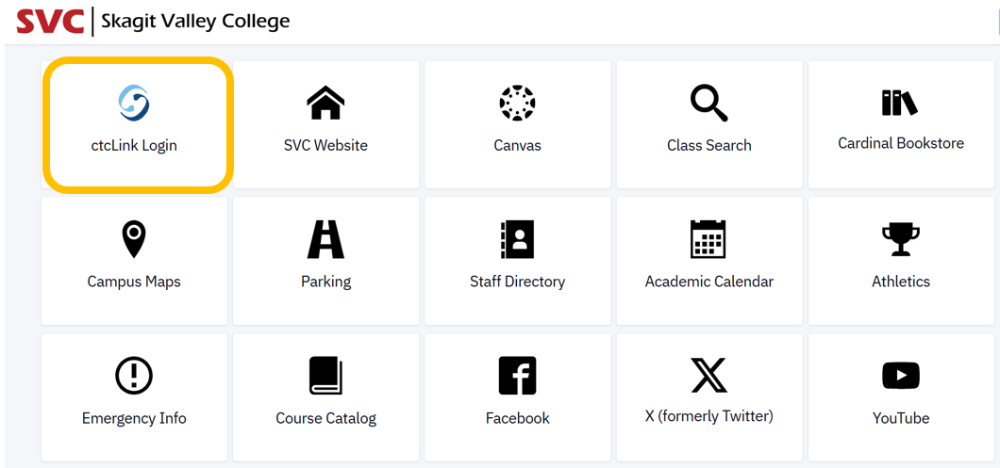 SVC | Skagit Valley College
ctcLink Login
SVC Website
Canvas
Class Search
Cardinal Bookstore
Campus Maps
Parking
Staff Directory
Academic Calendar
Athletics
Emergency Info
Course Catalog
Facebook
X (formerly Twitter)
YouTube